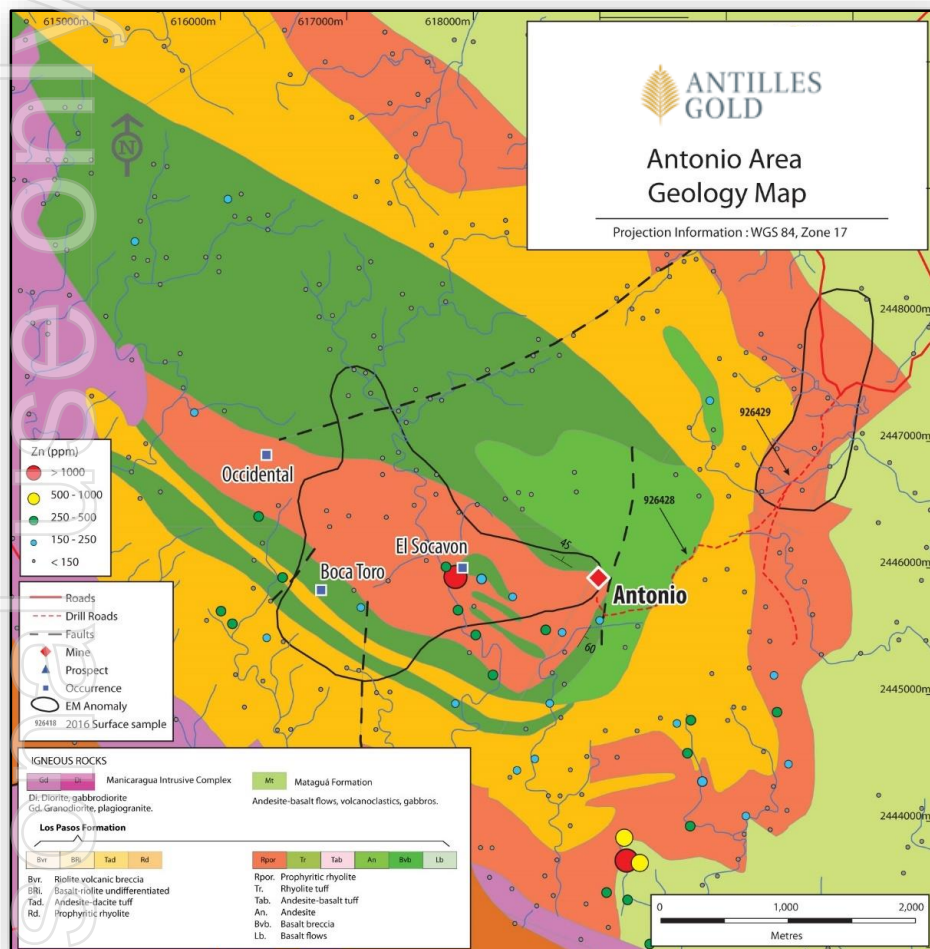 615000m
616000m
617000m
618000m
ANTILLES
GOLD
Antonio Area
Geology Map
Projection Information : WGS 84, Zone 17
N
2448000m
2447000m
926429
Zn (ppm)
> 1000
500 - 1000
250 - 500
150 - 250
< 150
Occidental
926428
El Socavon
45
2446000m
Boca Toro
Antonio
60
Roads
Drill Roads
Faults
Mine
Prospect
Occurrence
EM Anomaly
926418 2016 Surface sample
2445000m
IGNEOUS ROCKS
Gd Di Manicaragua Intrusive Complex
Di. Diorite, gabbrodiorite
Gd. Granodiorite, plagiogranite.
Mt Mataguá Formation
Andesite-basalt flows, volcanoclastics, gabbros.
Los Pasos Formation
Bvr BRi Tad Rd
Bvr. Riolite volcanic breccia
BRi. Basalt-riolite undifferentiated
Tad. Andesite-dacite tuff
Rd. Prophyritic rhyolite
Rpor Tr Tab An Bvb Lb
Rpor. Prophyritic rhyolite
Tr. Rhyolite tuff
Tab. Andesite-basalt tuff
An. Andesite
Bvb. Basalt breccia
Lb. Basalt flows
2444000m
0 1,000 2,000
Metres
sonal use only